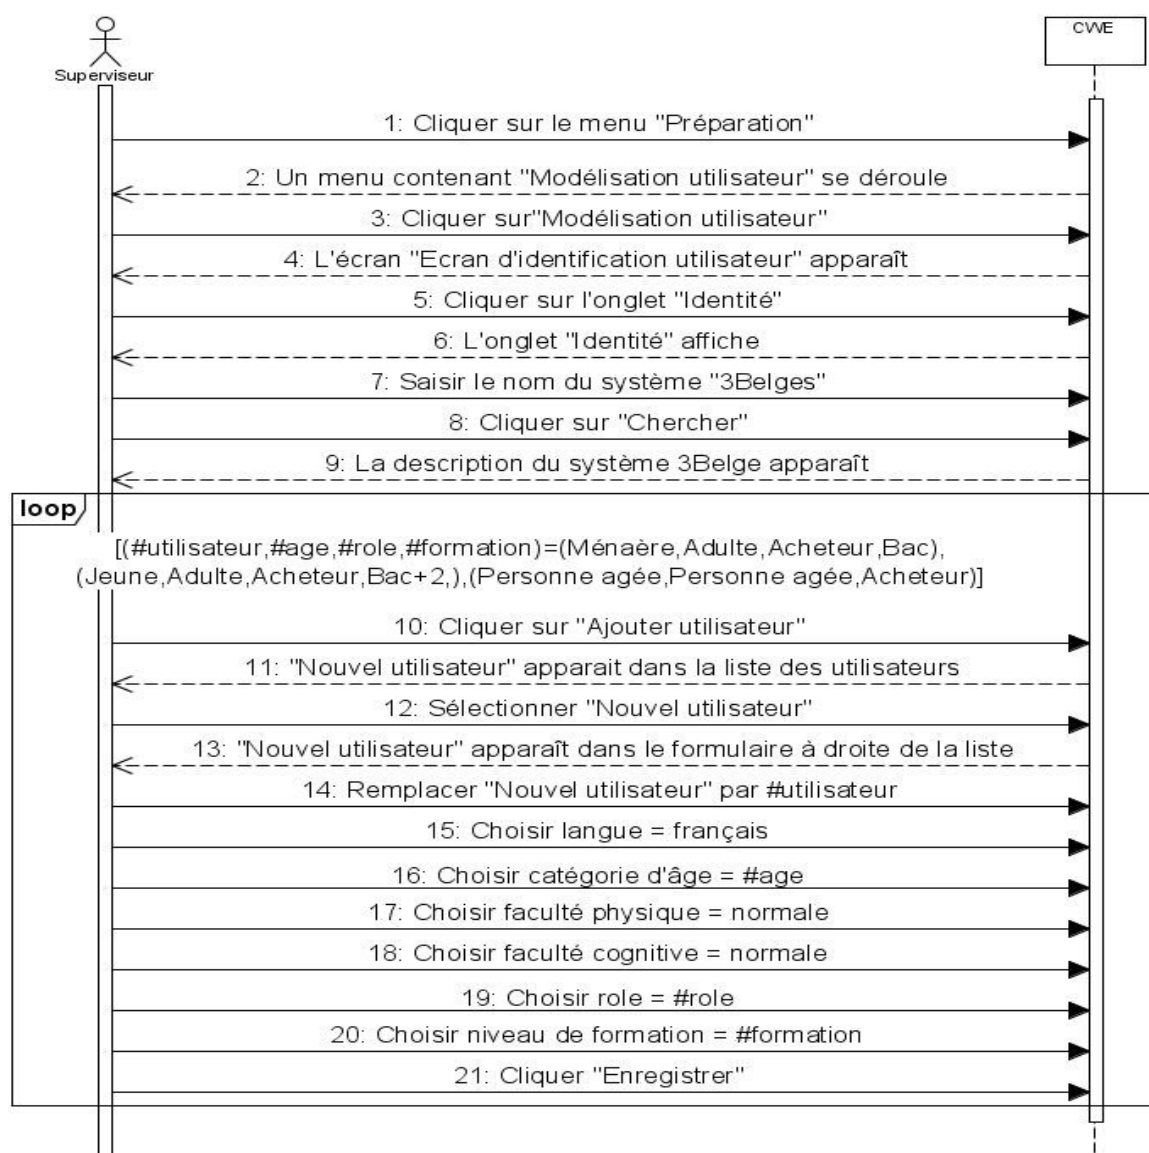 Superviseur
CWE
1: Cliquer sur le menu "Préparation"
2: Un menu contenant "Modélisation utilisateur" se déroule
3: Cliquer sur"Modélisation utilisateur"
4: L'écran "Ecran d'identification utilisateur" apparaît
5: Cliquer sur l'onglet "Identité"
6: L'onglet "Identité" affiche
7: Saisir le nom du système "3Belges"
8: Cliquer sur "Chercher"
9: La description du système 3Belge apparaît
loop
[(#utilisateur,#age,#role,#formation)=(Ménaère,Adulte,Acheteur,Bac),
(Jeune,Adulte,Acheteur,Bac+2,),(Personne agée,Personne agée,Acheteur)]
10: Cliquer sur "Ajouter utilisateur"
11: "Nouvel utilisateur" apparait dans la liste des utilisateurs
12: Sélectionner "Nouvel utilisateur"
13: "Nouvel utilisateur" apparaît dans le formulaire à droite de la liste
14: Remplacer "Nouvel utilisateur" par #utilisateur
15: Choisir langue = français
16: Choisir catégorie d'âge = #age
17: Choisir faculté physique = normale
18: Choisir faculté cognitive = normale
19: Choisir role = #role
20: Choisir niveau de formation = #formation
21: Cliquer "Enregistrer"